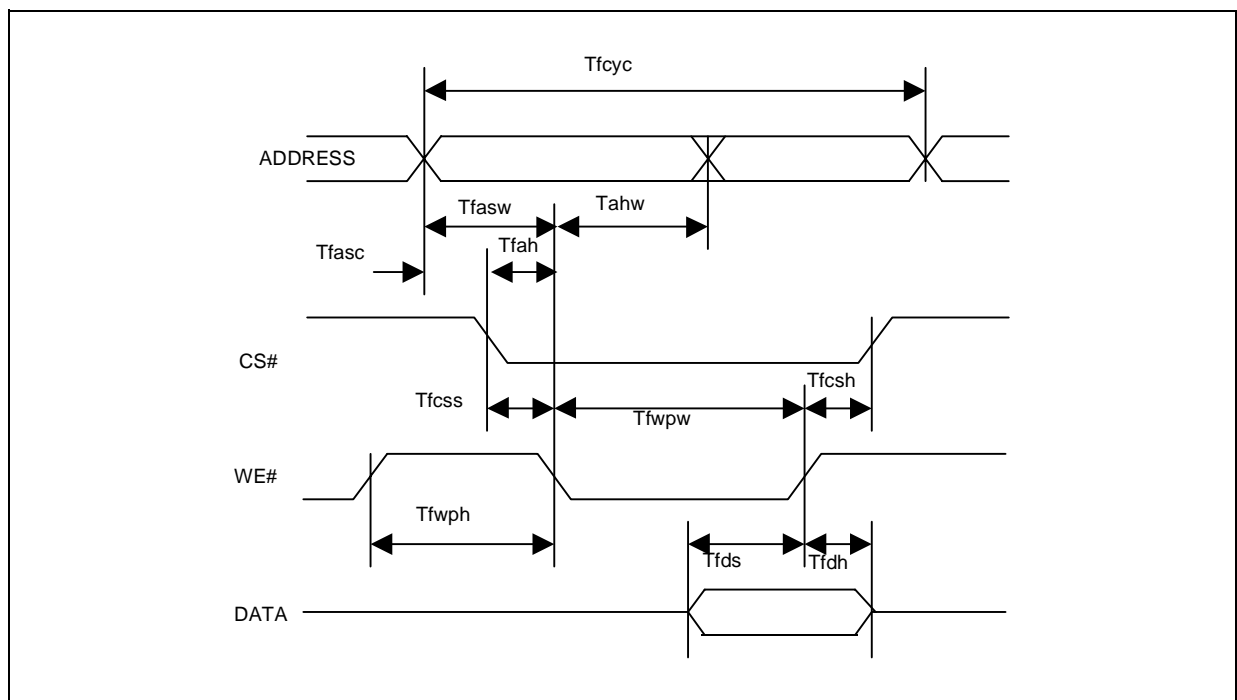 Tfcyc
ADDRESS
Tfasw
Tahw
Tfasc
Tfah
CS#
Tfcss
Tfwpw
Tfcsh
WE#
Tfwph
Tfds
Tfdh
DATA